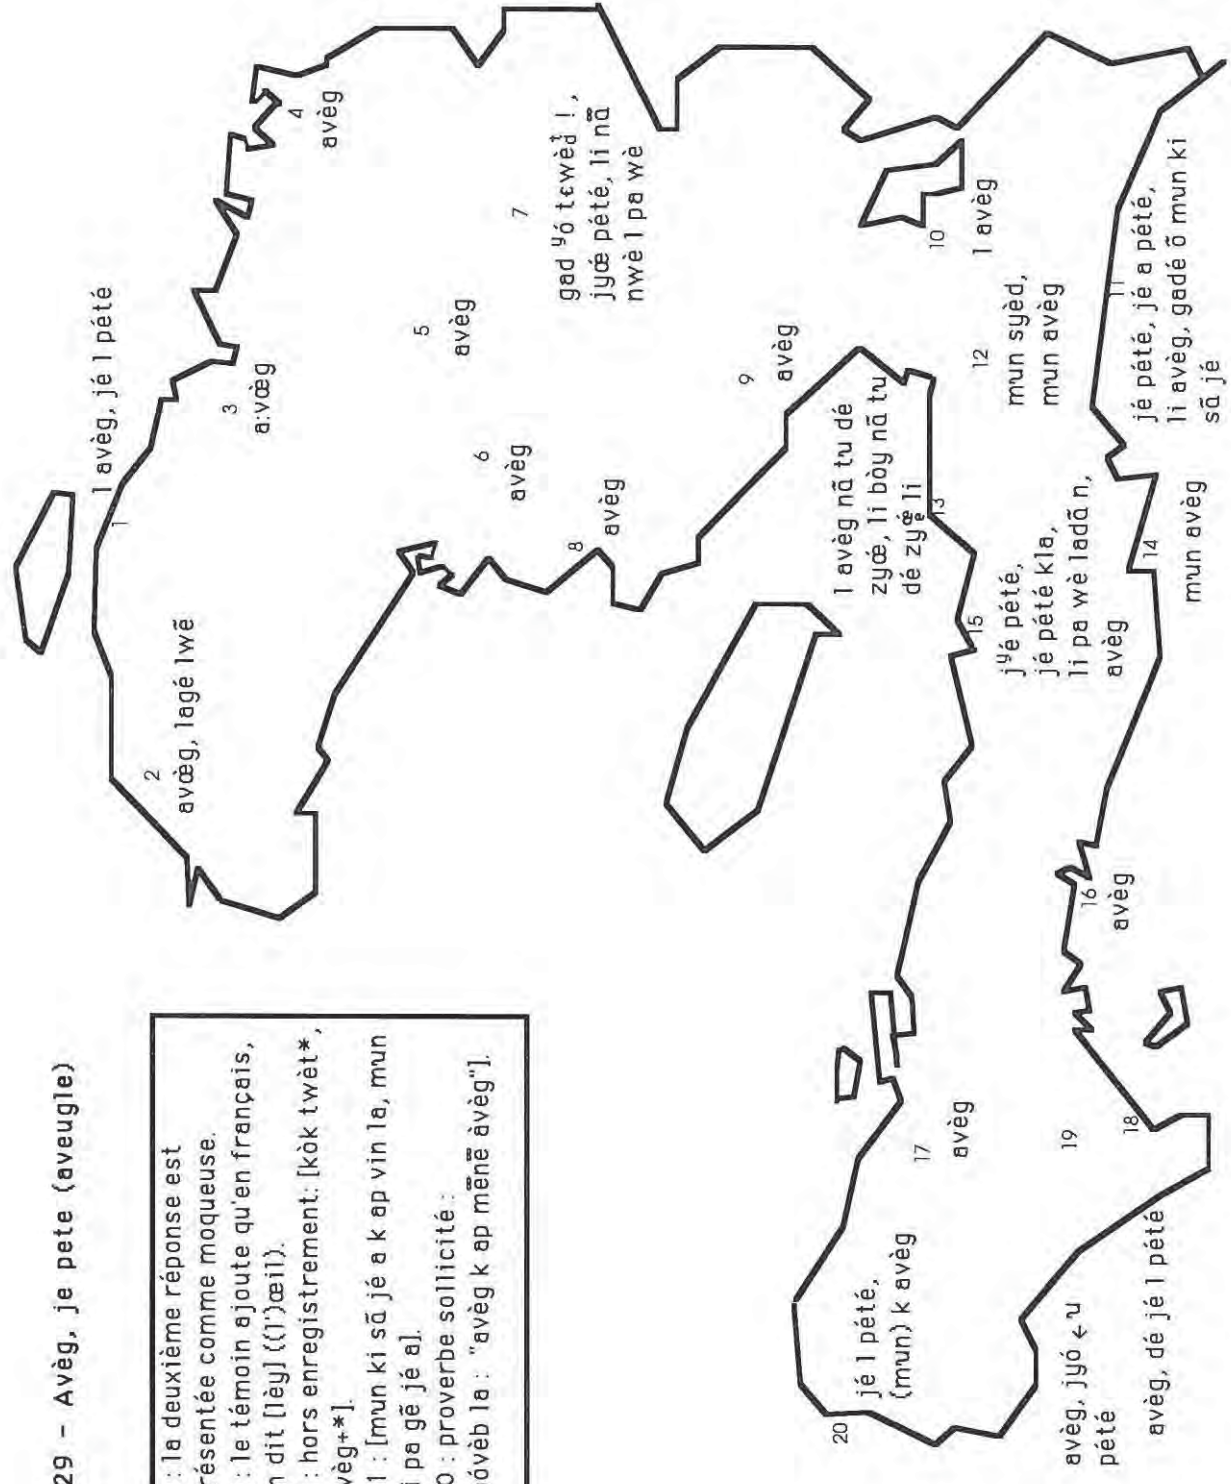 29 – Avèg, je pete (aveugle)
: la deuxième réponse est
résentée comme moqueuse.
: le témoin ajoute qu'en français,
n dit [lèy] ((l')œil).
: hors enregistrement: [kòk twèt*,
vèg+*].
1 : [mun ki sã jé a k ap vin la, mun
i pa gẽ jé a].
0 : proverbe sollicité :
óvèb la : "avèg k ap mẽnẽ avèg"].
1
l avèg, jé l pété
2
avœg, lagé lwẽ
3
a:vœg
4
avèg
5
avèg
6
avèg
7
gad yó tεwèd !,
jyœ pété, li nã
nwè l pa wè
8
avèg
9
avèg
10
l avèg
11
jé pété, jé a pété,
li avèg, gadé õ mun ki
sã jé
12
mun syèd,
mun avèg
13
l avèg nã tu dé
zyœ, li bòy nã tu
dé zyœ li
14
mun avèg
15
jyé pété,
jé pété kla,
li pa wè ladã n,
avèg
16
avèg
17
avèg
18
avèg, dé jé l pété
19
avèg, jyó ← u
pété
20
jé l pété,
(mun) k avèg